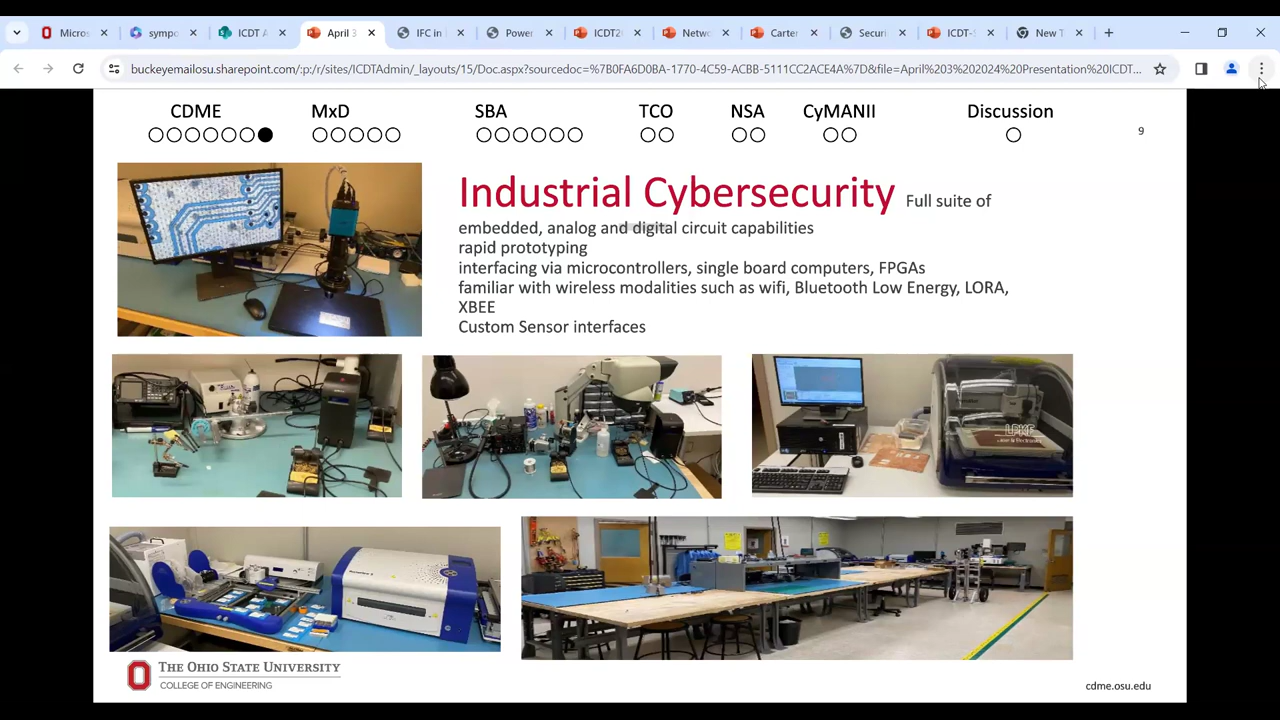 Micros
sympo
ICDT A
April 3
IFC in
Power
ICDT2
Netwo
Carter
Securi
ICDT-S
New T
buckeyemailosu.sharepoint.com/:p:/r/sites/ICDTAdmin/_layouts/15/Doc.aspx?sourcedoc=%7B0FA6D0BA-1770-4C59-ACBB-5111CC2ACE4A%7D&file=April%203%202024%20Presentation%20ICDT...
CDME MxD SBA TCO NSA CyMANII Discussion
9
Industrial Cybersecurity Full suite of
embedded, analog and digital circuit capabilities
rapid prototyping
interfacing via microcontrollers, single board computers, FPGAs
familiar with wireless modalities such as wifi, Bluetooth Low Energy, LORA,
XBEE
Custom Sensor interfaces
LPKF
THE OHIO STATE UNIVERSITY
COLLEGE OF ENGINEERING
cdme.osu.edu